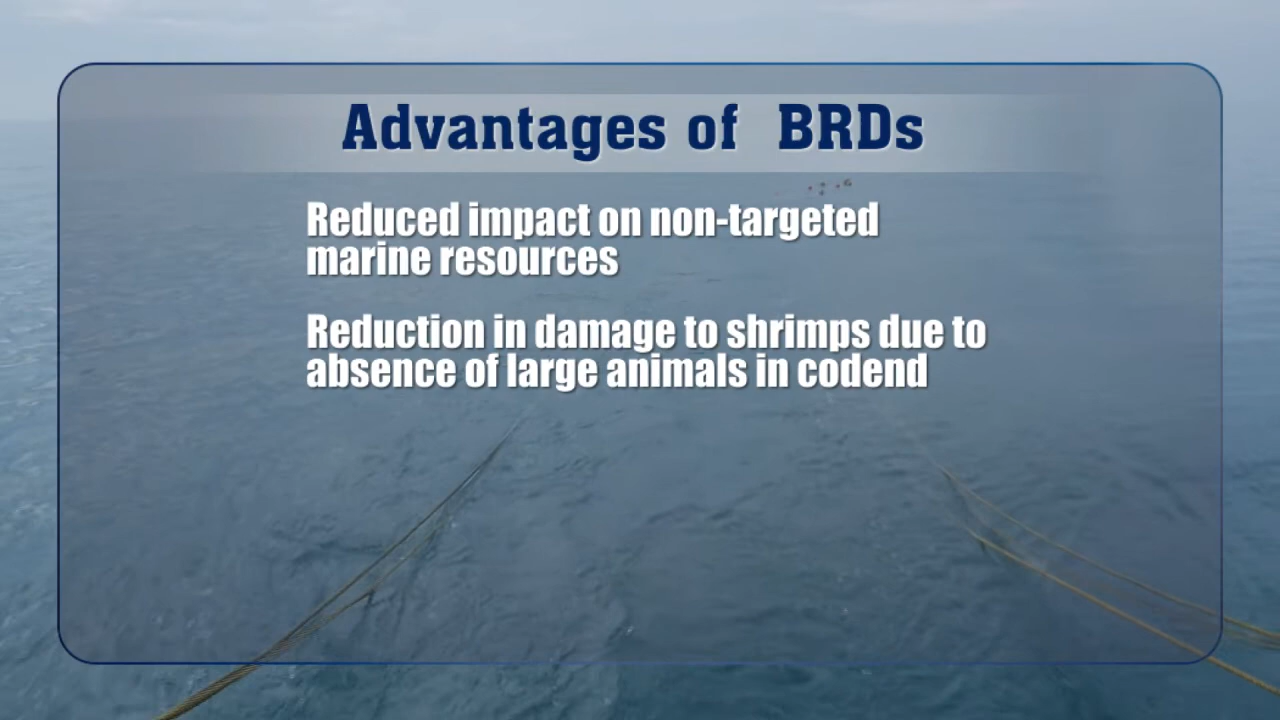 Advantages of BRDs
Reduced impact on non-targeted
marine resources
Reduction in damage to shrimps due to
absence of large animals in codend